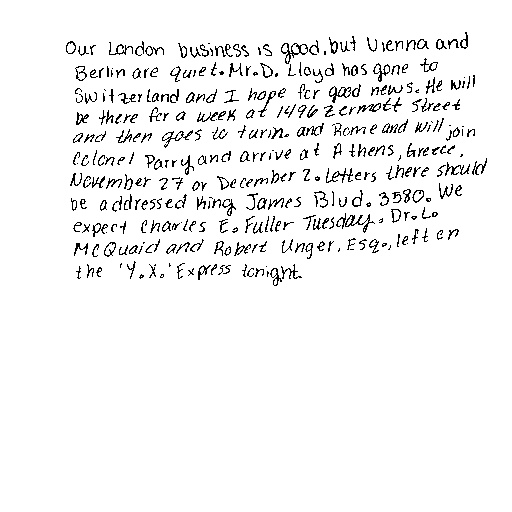 Our London business is good, but Vienna and
Berlin are quiet. Mr. D. Lloyd has gone to
Switzerland and I hope for good news. He will
be there for a week at 1496 Zermott Street
and then goes to Turin. and Rome and will join
Colonel Parry and arrive at Athens, Greece,
November 27 or December 2. Letters there should
be addressed King James Blvd. 3580. We
expect Charles E. Fuller Tuesday. Dr. L.
McQuaid and Robert Unger, Esq., left on
the 'Y.X.' Express tonight.